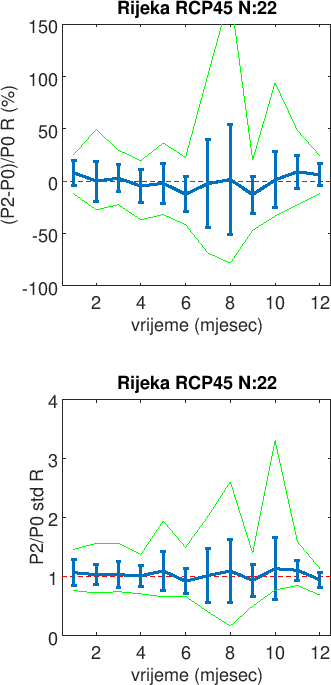 Rijeka RCP45 N:22
(P2-P0)/P0 R (%)
150
100
50
0
-50
-100
2 4 6 8 10 12
vrijeme (mjesec)
Rijeka RCP45 N:22
P2/P0 std R
4
3
2
1
0
2 4 6 8 10 12
vrijeme (mjesec)